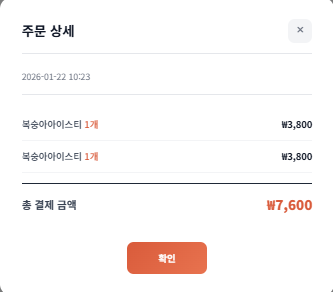 주문 상세
×
2026-01-22 10:23
복숭아아이스티 1개 ₩3,800
복숭아아이스티 1개 ₩3,800
총 결제 금액 ₩7,600
확인